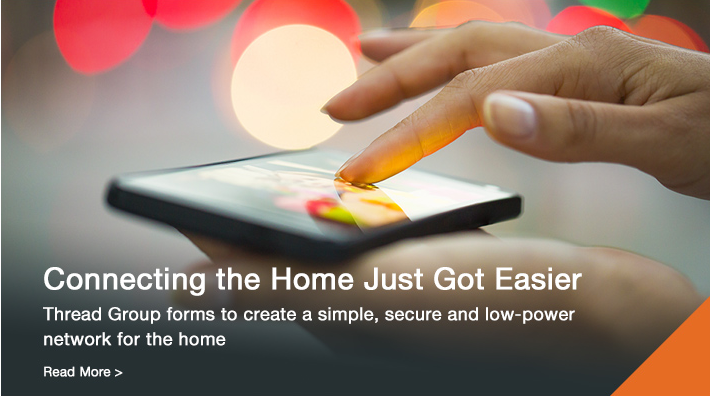 Connecting the Home Just Got Easier
Thread Group forms to create a simple, secure and low-power
network for the home
Read More >